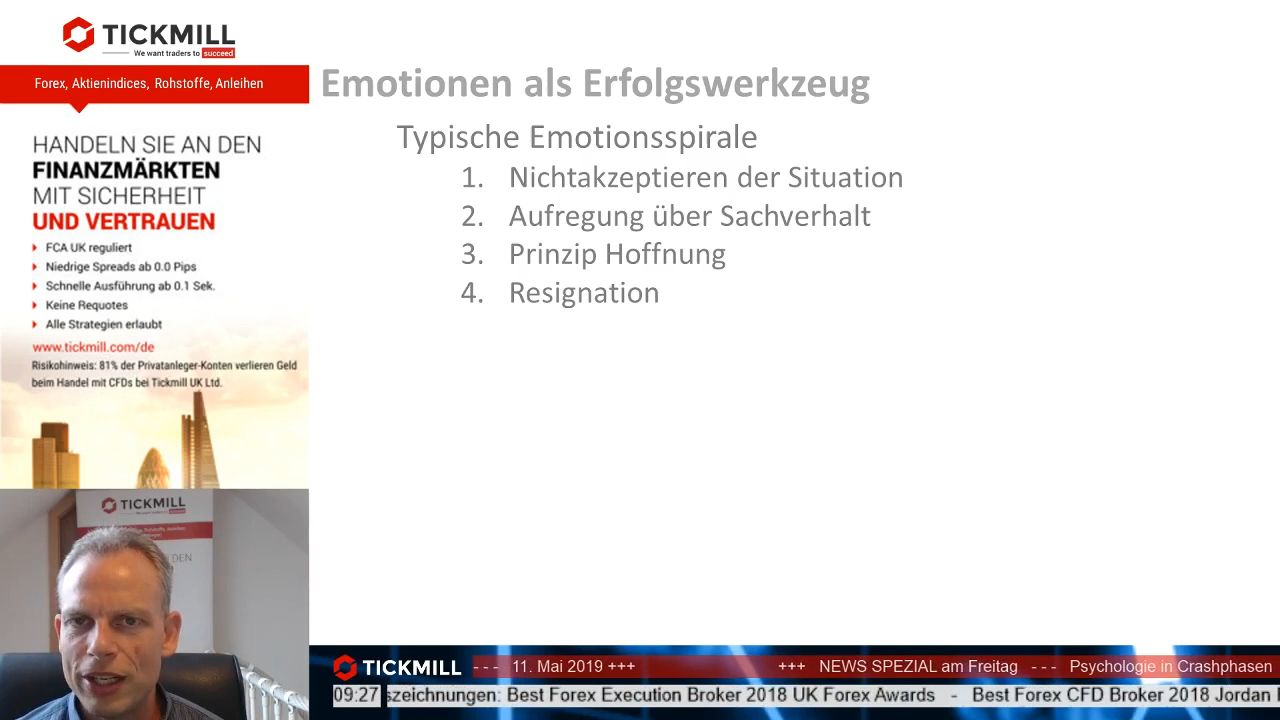 TICKMILL
We want traders to succeed
Forex, Aktienindices, Rohstoffe, Anleihen
HANDELN SIE AN DEN
FINANZMÄRKTEN
MIT SICHERHEIT
UND VERTRAUEN
FCA UK reguliert
Niedrige Spreads ab 0.0 Pips
Schnelle Ausführung ab 0.1 Sek.
Keine Requotes
Alle Strategien erlaubt
www.tickmill.com/de
Risikohinweis: 81% der Privatanleger-Konten verlieren Geld
beim Handel mit CFDs bei Tickmill UK Ltd.
Emotionen als Erfolgswerkzeug
Typische Emotionsspirale
1. Nichtakzeptieren der Situation
2. Aufregung über Sachverhalt
3. Prinzip Hoffnung
4. Resignation
TICKMILL
DEN
TICKMILL - - - 11. Mai 2019 +++ +++ NEWS SPEZIAL am Freitag - - - Psychologie in Crashphasen
09:27 szeichnungen: Best Forex Execution Broker 2018 UK Forex Awards - Best Forex CFD Broker 2018 Jordan